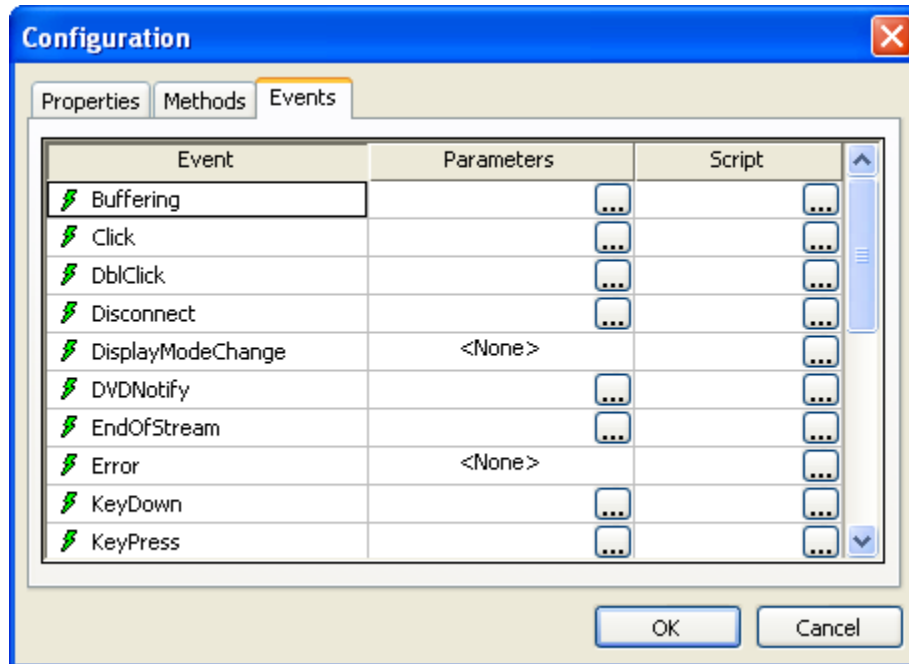 Configuration
Properties Methods Events
Event Parameters Script
Buffering ... ...
Click ... ...
DblClick ... ...
Disconnect ... ...
DisplayModeChange <None> ...
DVDNotify ... ...
EndOfStream ... ...
Error <None> ...
KeyDown ... ...
KeyPress ... ...
OK Cancel